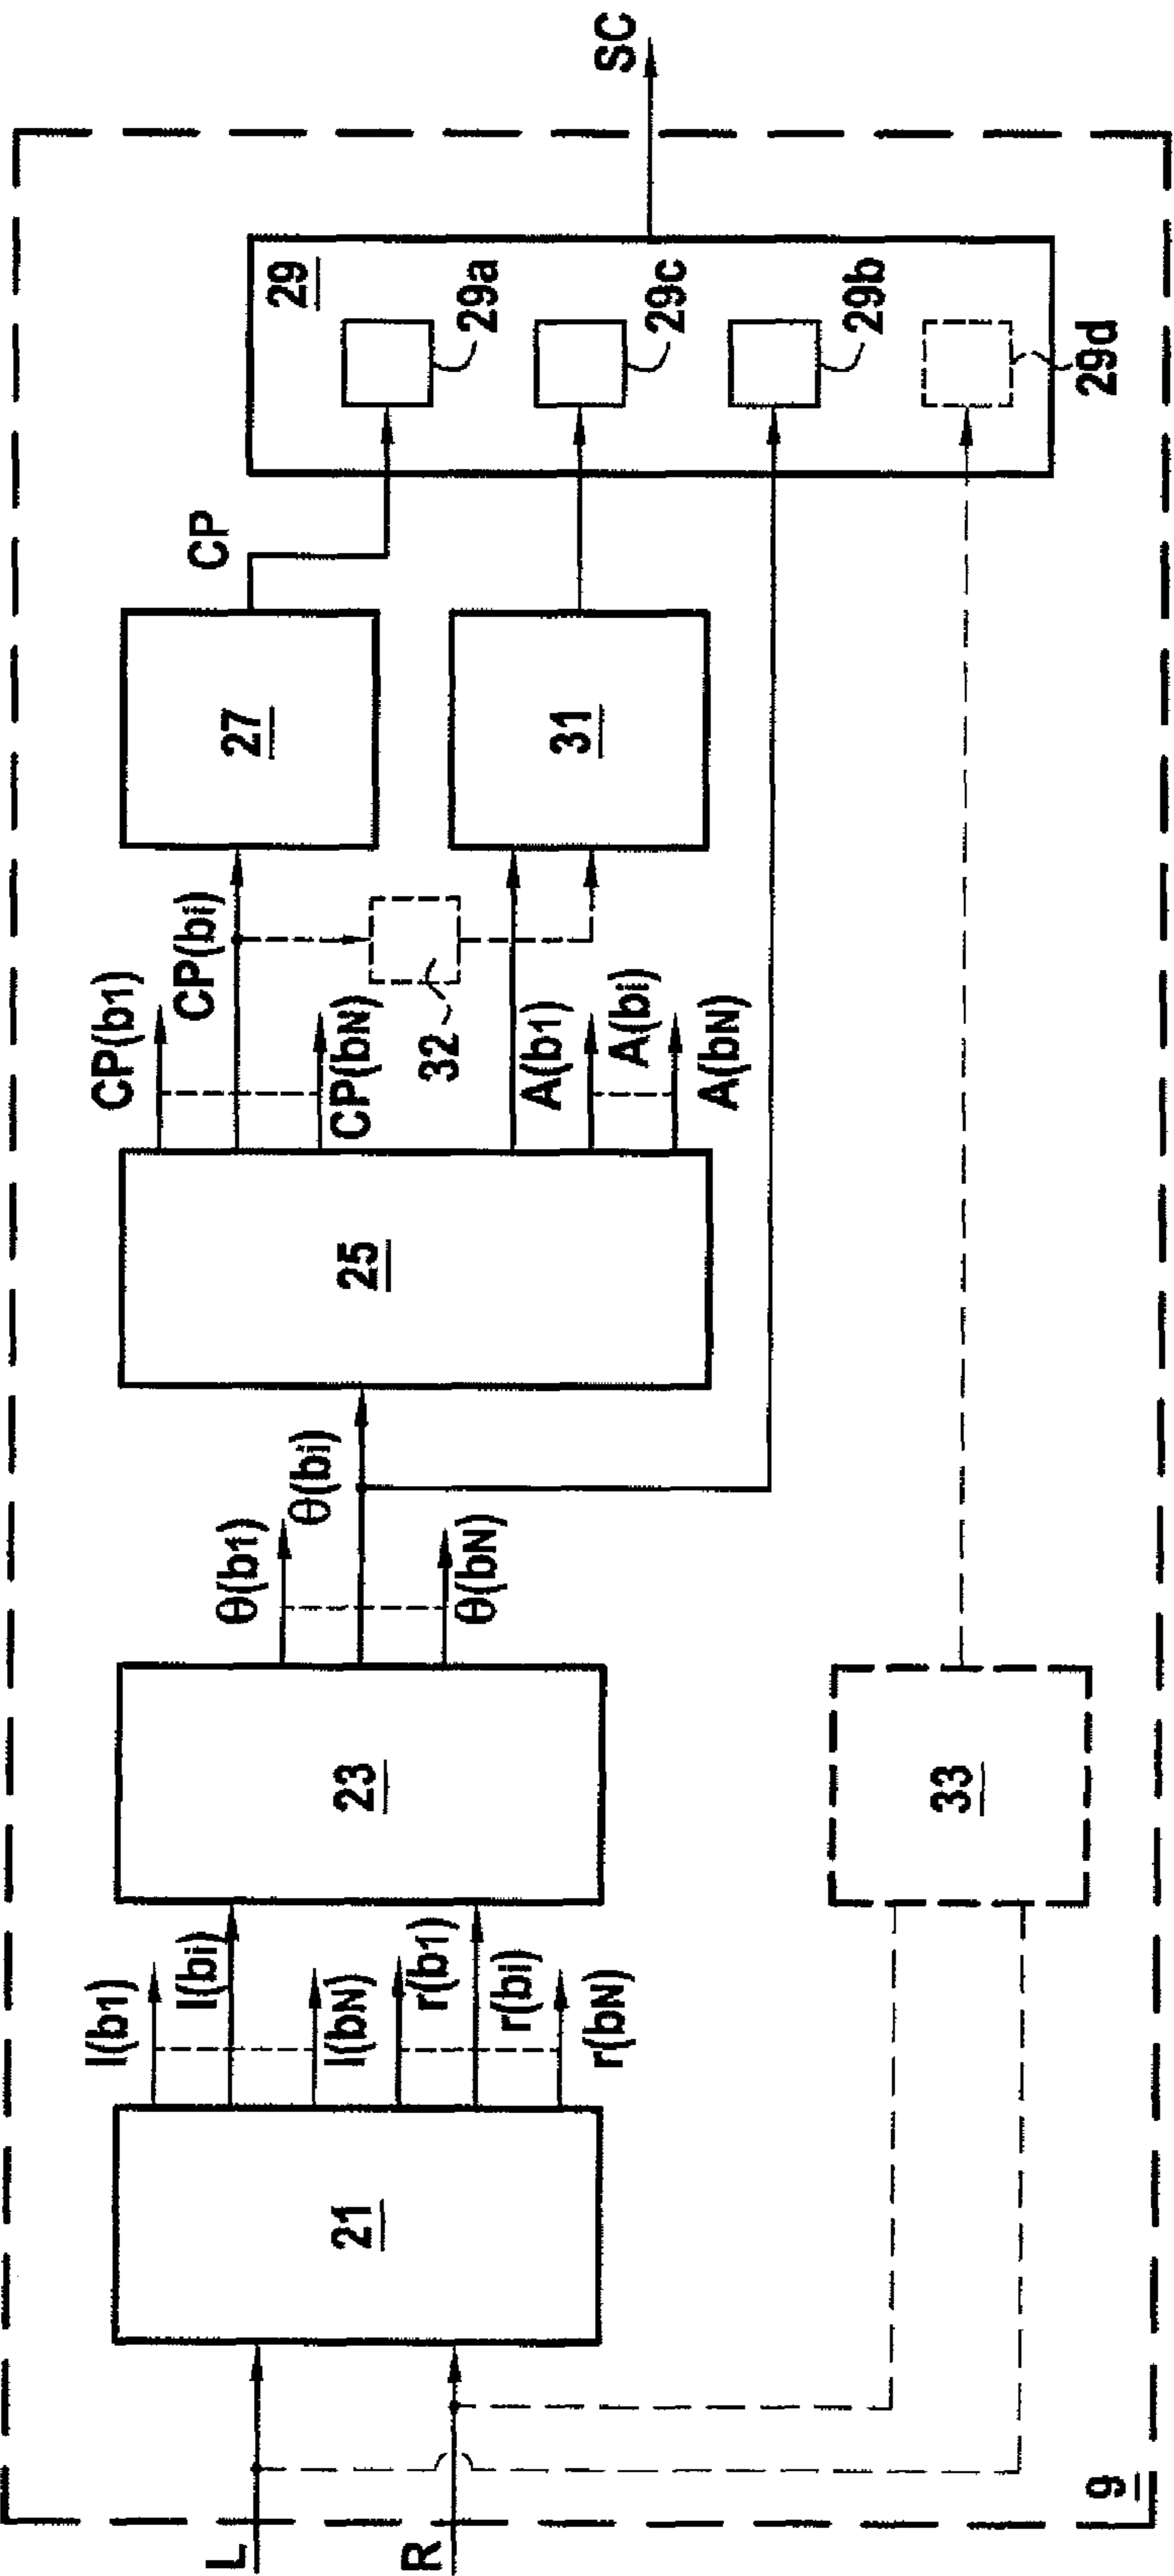 L
R
9
21
l(b1)
l(bi)
l(bN)
r(b1)
r(bi)
r(bN)
23
33
θ(b1)
θ(bi)
θ(bN)
25
CP(b1)
CP(bi)
CP(bN)
32
A(b1)
A(bi)
A(bN)
27
31
CP
29
29a
29c
29b
29d
SC